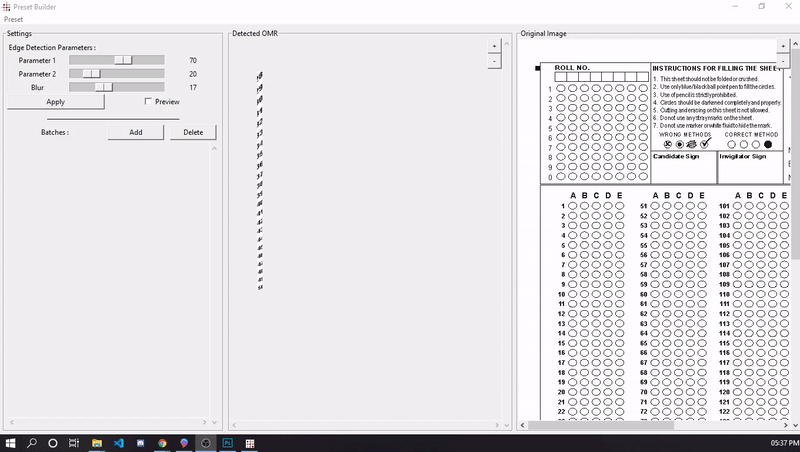 Preset Builder
Preset
Settings
Edge Detection Parameters :
Parameter 1 70
Parameter 2 20
Blur 17
Apply Preview
Batches : Add Delete
Detected OMR
+
-
Original Image
+
-
ROLL NO.
1
2
3
4
5
6
7
8
9
0
INSTRUCTIONS FOR FILLING THE SHEET
1. This sheet should not be folded or crushed.
2. Use only blue/black ball point pen to fill the circles.
3. Use of pencil is strictly prohibited.
4. Circles should be darkened completely and properly.
5. Cutting and erasing on this sheet is not allowed.
6. Do not use any stray marks on the sheet.
7. Do not use marker or white fluid to hide the mark.
WRONG METHODS CORRECT METHOD
Candidate Sign Invigilator Sign
A B C D E A B C D E A B C D E
1 51 101
2 52 102
3 53 103
4 54 104
5 55 105
6 56 106
7 57 107
8 58 108
9 59 109
10 60 110
11 61 111
12 62 112
13 63 113
14 64 114
15 65 115
16 66 116
17 67 117
18 68 118
19 69 119
20 70 120
21 71 121
22 72 122
Ps
05:37 PM